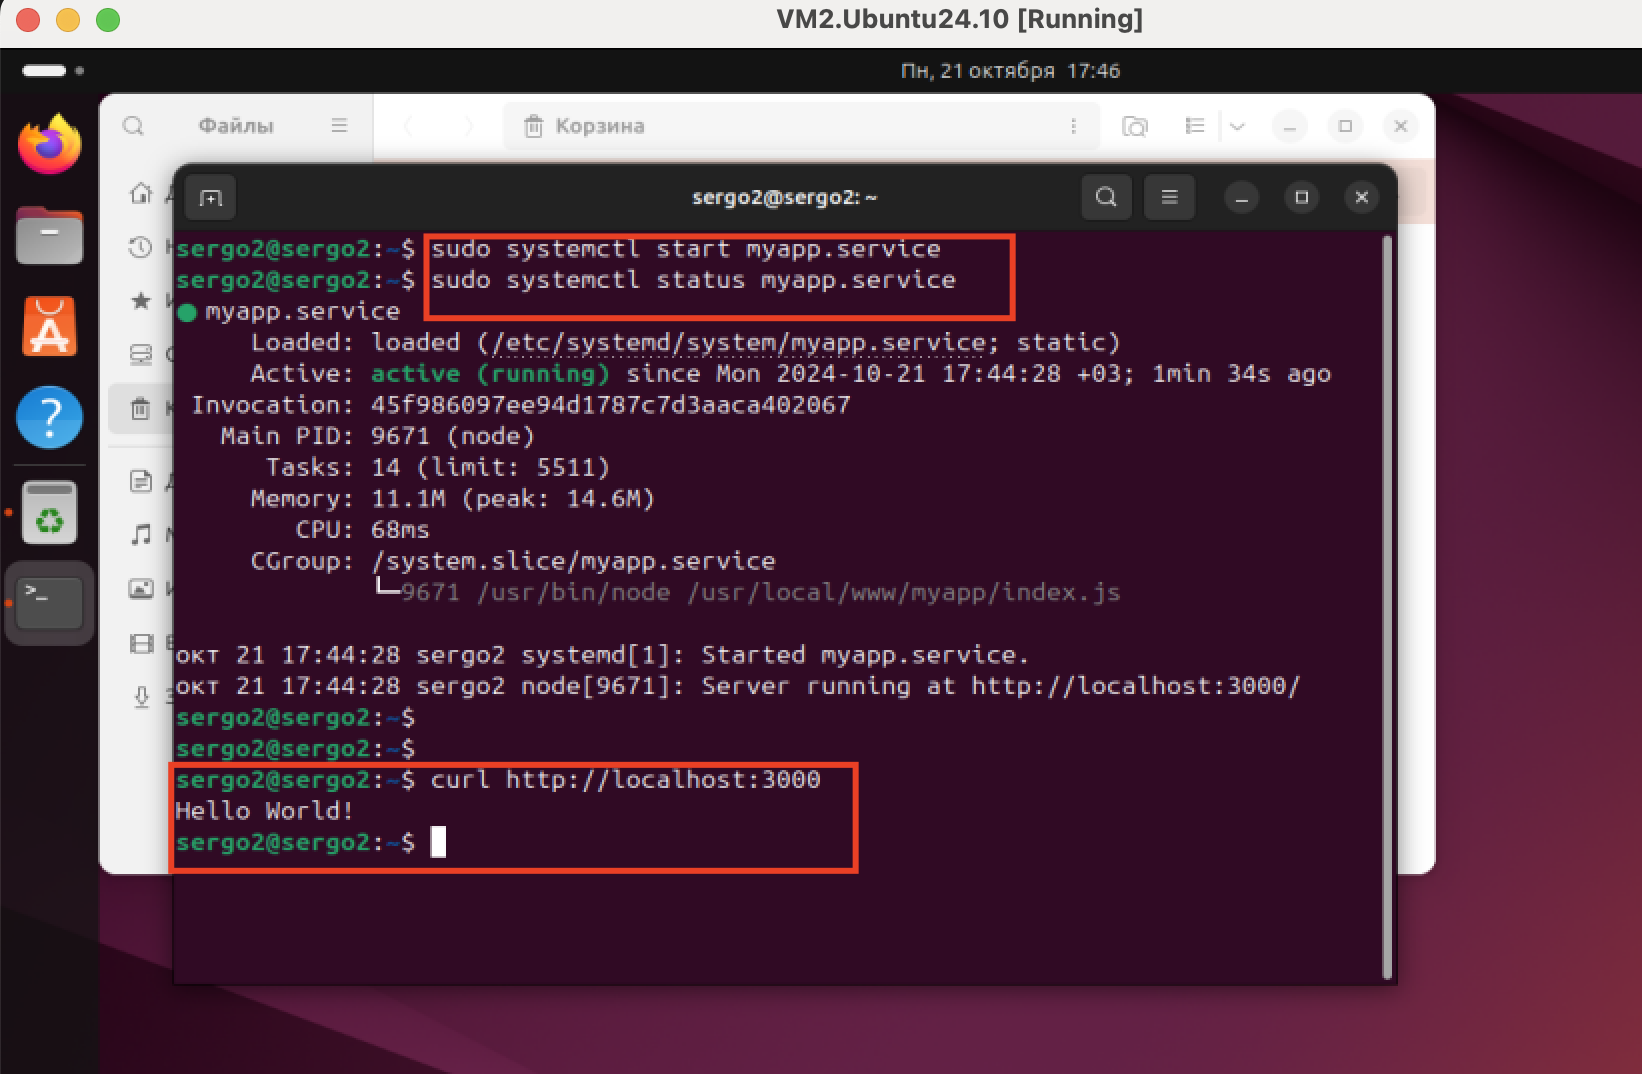 VM2.Ubuntu24.10 [Running]
Пн, 21 октября 17:46
Файлы
Корзина
sergo2@sergo2: ~
sergo2@sergo2:~$ sudo systemctl start myapp.service
sergo2@sergo2:~$ sudo systemctl status myapp.service
● myapp.service
Loaded: loaded (/etc/systemd/system/myapp.service; static)
Active: active (running) since Mon 2024-10-21 17:44:28 +03; 1min 34s ago
Invocation: 45f986097ee94d1787c7d3aaca402067
Main PID: 9671 (node)
Tasks: 14 (limit: 5511)
Memory: 11.1M (peak: 14.6M)
CPU: 68ms
CGroup: /system.slice/myapp.service
└─9671 /usr/bin/node /usr/local/www/myapp/index.js
окт 21 17:44:28 sergo2 systemd[1]: Started myapp.service.
окт 21 17:44:28 sergo2 node[9671]: Server running at http://localhost:3000/
sergo2@sergo2:~$
sergo2@sergo2:~$
sergo2@sergo2:~$ curl http://localhost:3000
Hello World!
sergo2@sergo2:~$